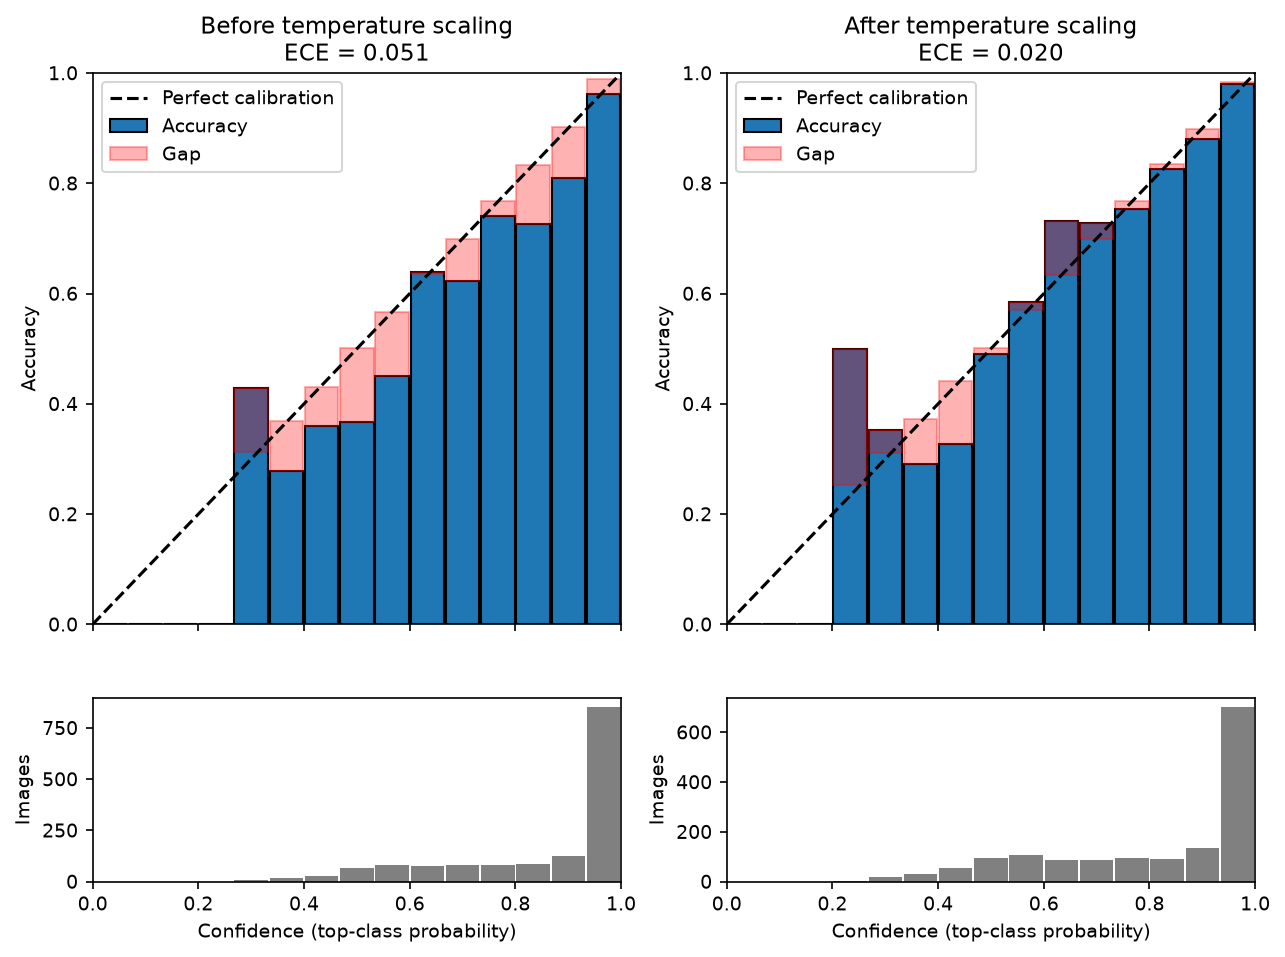 Before temperature scaling
ECE = 0.051
Perfect calibration
Accuracy
Gap
Accuracy
1.0
0.8
0.6
0.4
0.2
0.0
Images
750
500
250
0
0.0 0.2 0.4 0.6 0.8 1.0
Confidence (top-class probability)
After temperature scaling
ECE = 0.020
Perfect calibration
Accuracy
Gap
Accuracy
1.0
0.8
0.6
0.4
0.2
0.0
Images
600
400
200
0
0.0 0.2 0.4 0.6 0.8 1.0
Confidence (top-class probability)